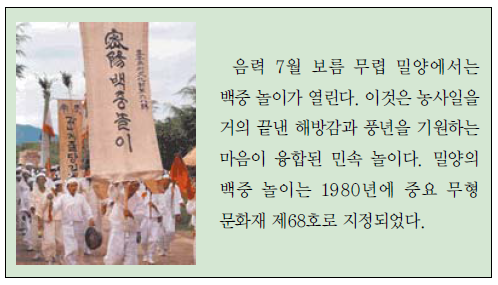 密陽백중놀이
음력 7월 보름 무렵 밀양에서는
백중 놀이가 열린다. 이것은 농사일을
거의 끝낸 해방감과 풍년을 기원하는
마음이 융합된 민속 놀이다. 밀양의
백중 놀이는 1980년에 중요 무형
문화재 제68호로 지정되었다.